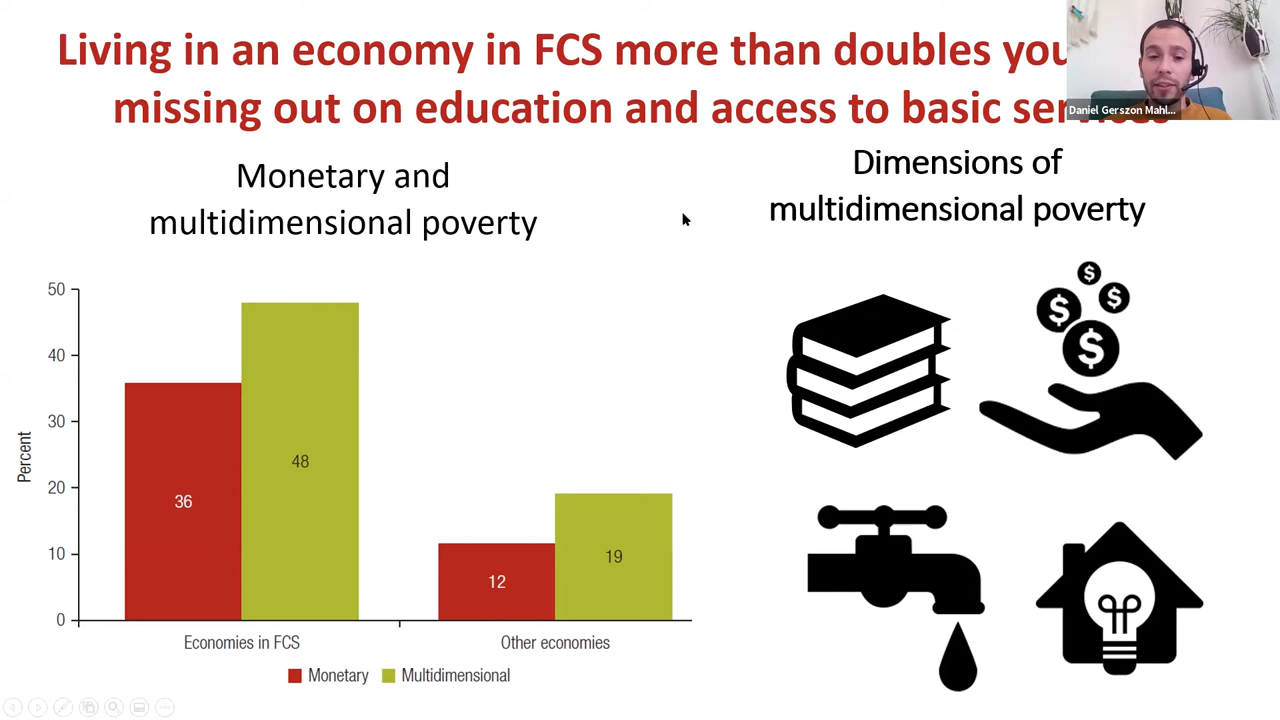 Living in an economy in FCS more than doubles you
missing out on education and access to basic
Daniel Gerszon Mahl...
Monetary and
multidimensional poverty
Dimensions of
multidimensional poverty
Percent
50
40
30
20
10
0
36
48
12
19
Economies in FCS
Other economies
Monetary
Multidimensional
$
$
$
$